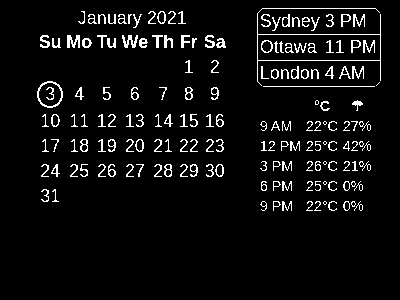 January 2021
Su Mo Tu We Th Fr Sa
1 2
3 4 5 6 7 8 9
10 11 12 13 14 15 16
17 18 19 20 21 22 23
24 25 26 27 28 29 30
31
Sydney 3 PM
Ottawa 11 PM
London 4 AM
°C ☂
9 AM 22°C 27%
12 PM 25°C 42%
3 PM 26°C 21%
6 PM 25°C 0%
9 PM 22°C 0%